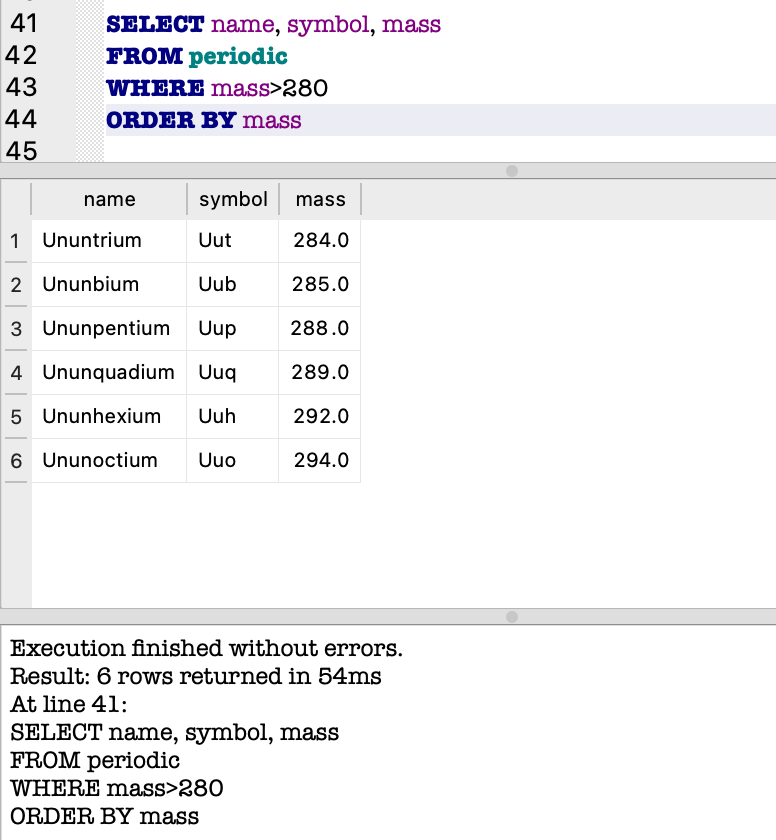 41 SELECT name, symbol, mass
42 FROM periodic
43 WHERE mass>280
44 ORDER BY mass
45
name symbol mass
1 Ununtrium Uut 284.0
2 Ununbium Uub 285.0
3 Ununpentium Uup 288.0
4 Ununquadium Uuq 289.0
5 Ununhexium Uuh 292.0
6 Ununoctium Uuo 294.0
Execution finished without errors.
Result: 6 rows returned in 54ms
At line 41:
SELECT name, symbol, mass
FROM periodic
WHERE mass>280
ORDER BY mass